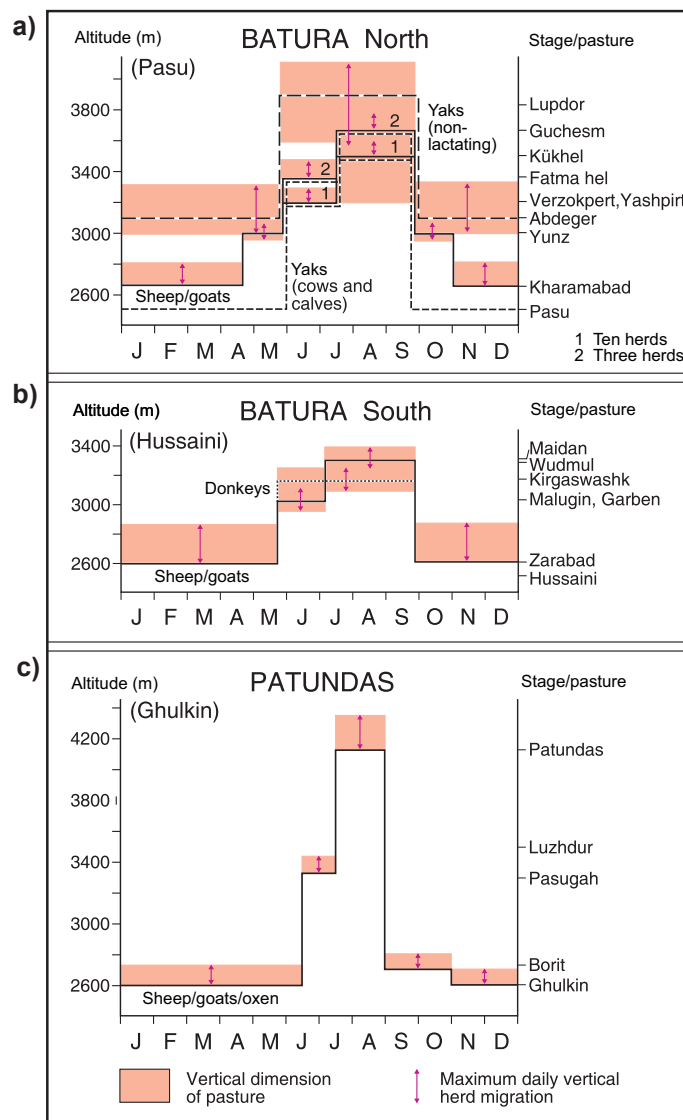 a)
Altitude (m)
BATURA North
Stage/pasture
(Pasu)
3800
3400
3000
2600
Yaks
(non-
lactating)
2
1
2
1
Yaks
(cows and
calves)
Sheep/goats
Lupdor
Guchesm
Kükhel
Fatma hel
Verzokpert,Yashpirt
Abdeger
Yunz
Kharamabad
Pasu
J F M A M J J A S O N D
1 Ten herds
2 Three herds
b)
Altitude (m)
BATURA South
Stage/pasture
(Hussaini)
3400
3000
2600
Donkeys
Sheep/goats
Maidan
Wudmul
Kirgaswashk
Malugin, Garben
Zarabad
Hussaini
J F M A M J J A S O N D
c)
Altitude (m)
PATUNDAS
Stage/pasture
(Ghulkin)
4200
3800
3400
3000
2600
Sheep/goats/oxen
Patundas
Luzhdur
Pasugah
Borit
Ghulkin
J F M A M J J A S O N D
Vertical dimension
of pasture
Maximum daily vertical
herd migration